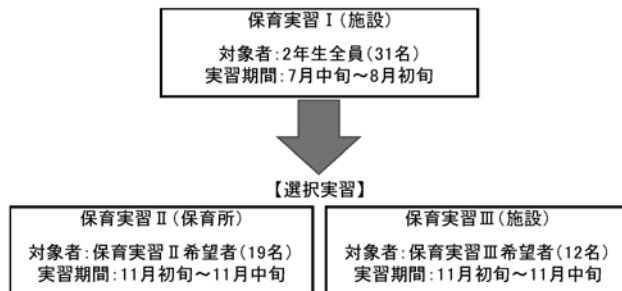 保育実習Ⅰ(施設)
対象者:2年生全員(31名)
実習期間:7月中旬～8月初旬
【選択実習】
保育実習Ⅱ(保育所)
対象者:保育実習Ⅱ希望者(19名)
実習期間:11月初旬～11月中旬
保育実習Ⅲ(施設)
対象者:保育実習Ⅲ希望者(12名)
実習期間:11月初旬～11月中旬